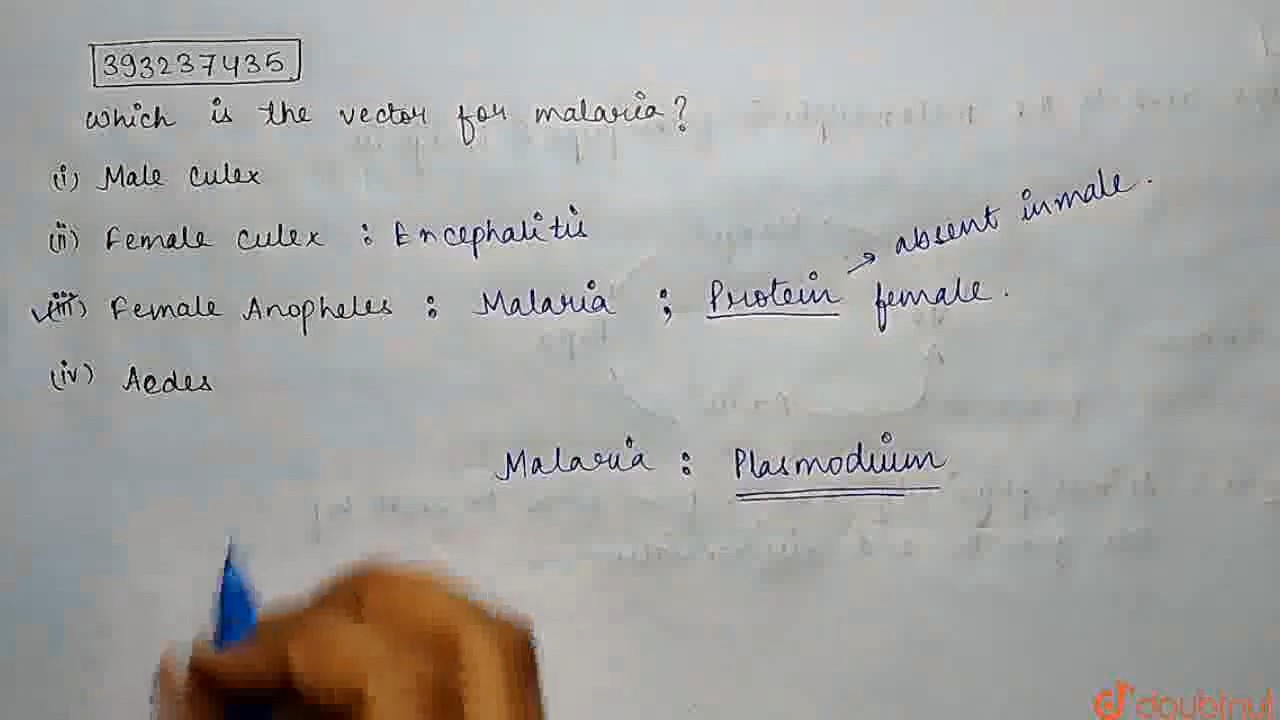 393237435
which is the vector for malaria?
(i) Male Culex
(ii) Female Culex : Encephalitis
absent in male.
(iii) Female Anopheles : Malaria ; Protein female.
(iv) Aedes
Malaria : Plasmodium
doubtnut